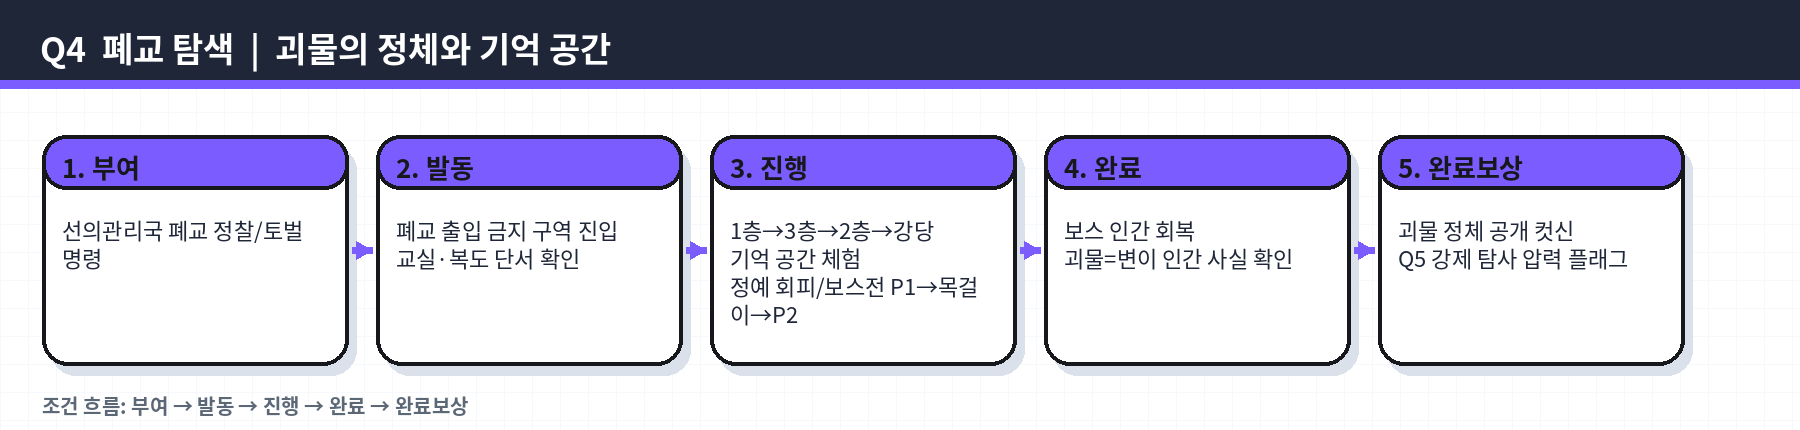 Q4 폐교 탐색 | 괴물의 정체와 기억 공간
1. 부여
선의관리국 폐교 정찰/토벌
명령
2. 발동
폐교 출입 금지 구역 진입
교실·복도 단서 확인
3. 진행
1층→3층→2층→강당
기억 공간 체험
정예 회피/보스전 P1→목걸
이→P2
4. 완료
보스 인간 회복
괴물=변이 인간 사실 확인
5. 완료보상
괴물 정체 공개 컷신
Q5 강제 탐사 압력 플래그
조건 흐름: 부여 → 발동 → 진행 → 완료 → 완료보상